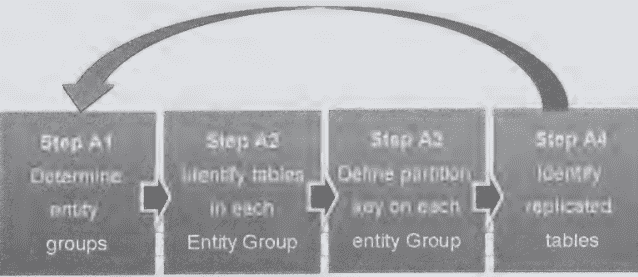 Step A1
Determine
entity
groups
Step A2
Identify tables
in each
Entity Group
Step A3
Define partition
key on each
entity Group
Step A4
Identify
replicated
tables